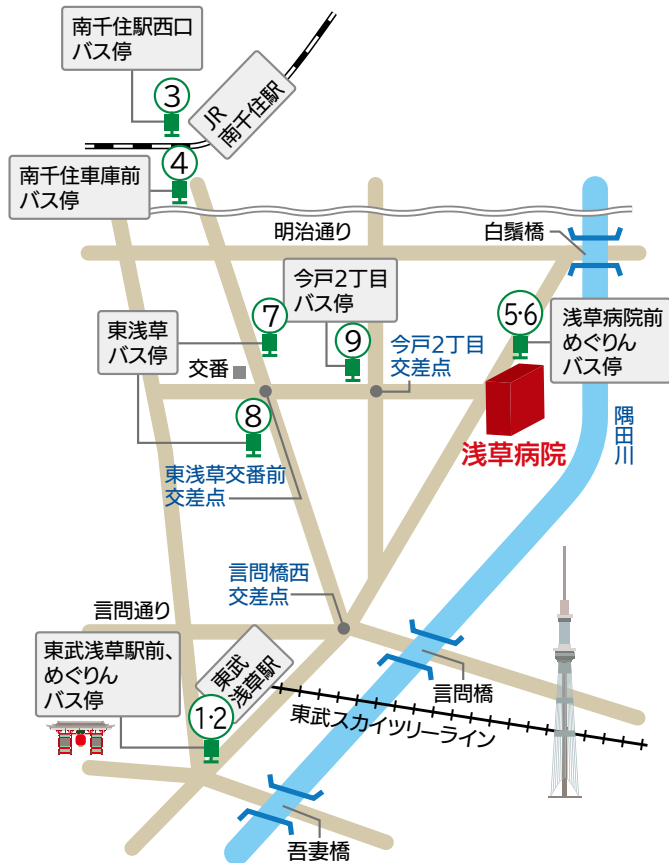 南千住駅西口
バス停
③
JR
南千住駅
④
南千住車庫前
バス停
明治通り
白鬚橋
今戸2丁目
バス停
5·6
浅草病院前
めぐりん
バス停
⑦
東浅草
バス停
⑨
今戸2丁目
交差点
交番
⑧
浅草病院
隅田川
東浅草交番前
交差点
言問橋西
交差点
言問通り
東武浅草駅前、
めぐりん
バス停
東武
浅草駅
1·2
言問橋
東武スカイツリーライン
吾妻橋